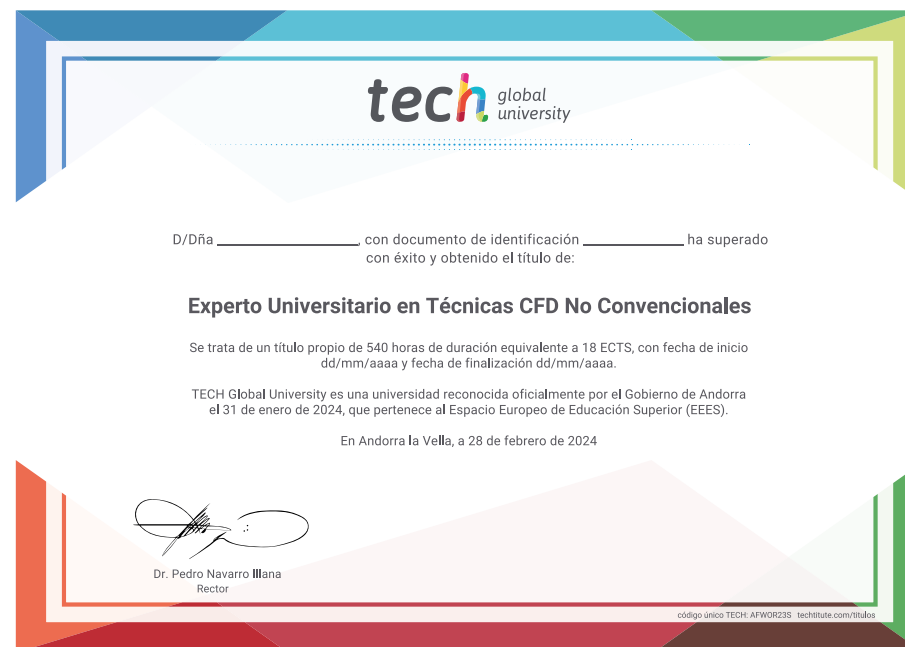 tech global university
D/Dña ____________________, con documento de identificación ______________ ha superado
con éxito y obtenido el título de:
Experto Universitario en Técnicas CFD No Convencionales
Se trata de un título propio de 540 horas de duración equivalente a 18 ECTS, con fecha de inicio
dd/mm/aaaa y fecha de finalización dd/mm/aaaa.
TECH Global University es una universidad reconocida oficialmente por el Gobierno de Andorra
el 31 de enero de 2024, que pertenece al Espacio Europeo de Educación Superior (EEES).
En Andorra la Vella, a 28 de febrero de 2024
Dr. Pedro Navarro Illana
Rector
código único TECH: AFWOR23S techtitute.com/titulos